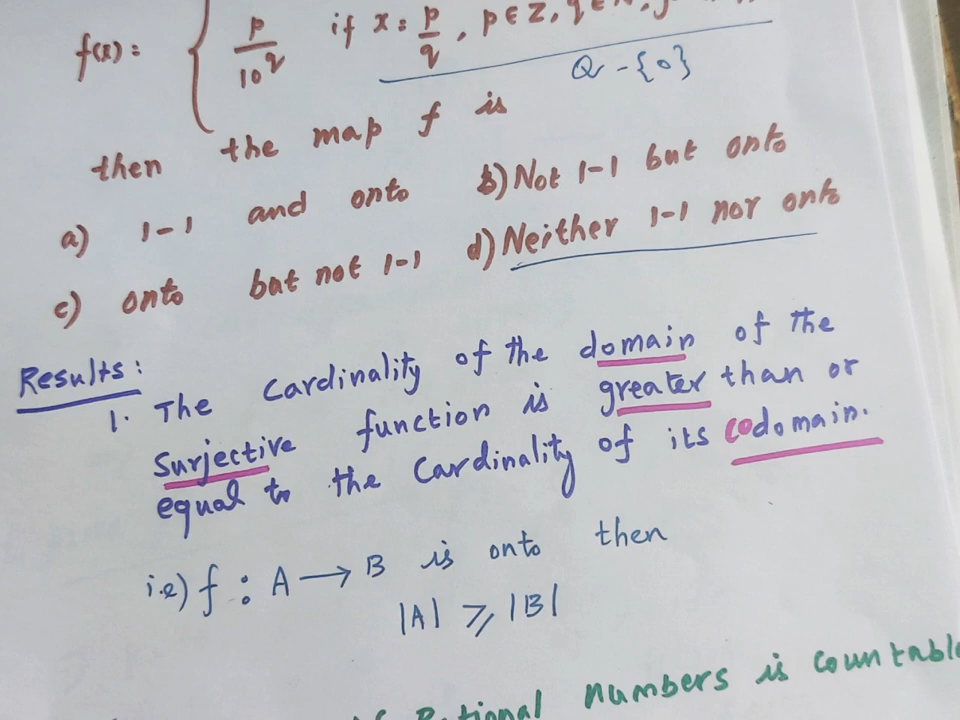 f(x) = { p/10^q if x = p/q, p ∈ Z, q ∈ N,
Q - {0}
then the map f is
a) 1-1 and onto b) Not 1-1 but onto
c) onto but not 1-1 d) Neither 1-1 nor onto
Results:
1. The cardinality of the domain of the
surjective function is greater than or
equal to the cardinality of its codomain.
i.e) f : A → B is onto then
|A| ≥ |B|
Rational numbers is countable